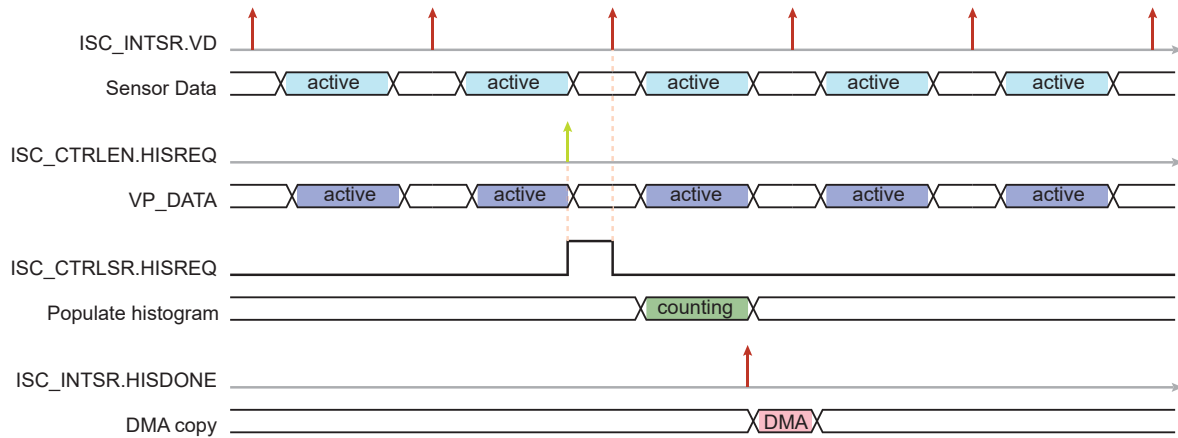 ISC_INTSR.VD
Sensor Data active active active active active
ISC_CTRLEN.HISREQ
VP_DATA active active active active active
ISC_CTRLSR.HISREQ
Populate histogram counting
ISC_INTSR.HISDONE
DMA copy DMA